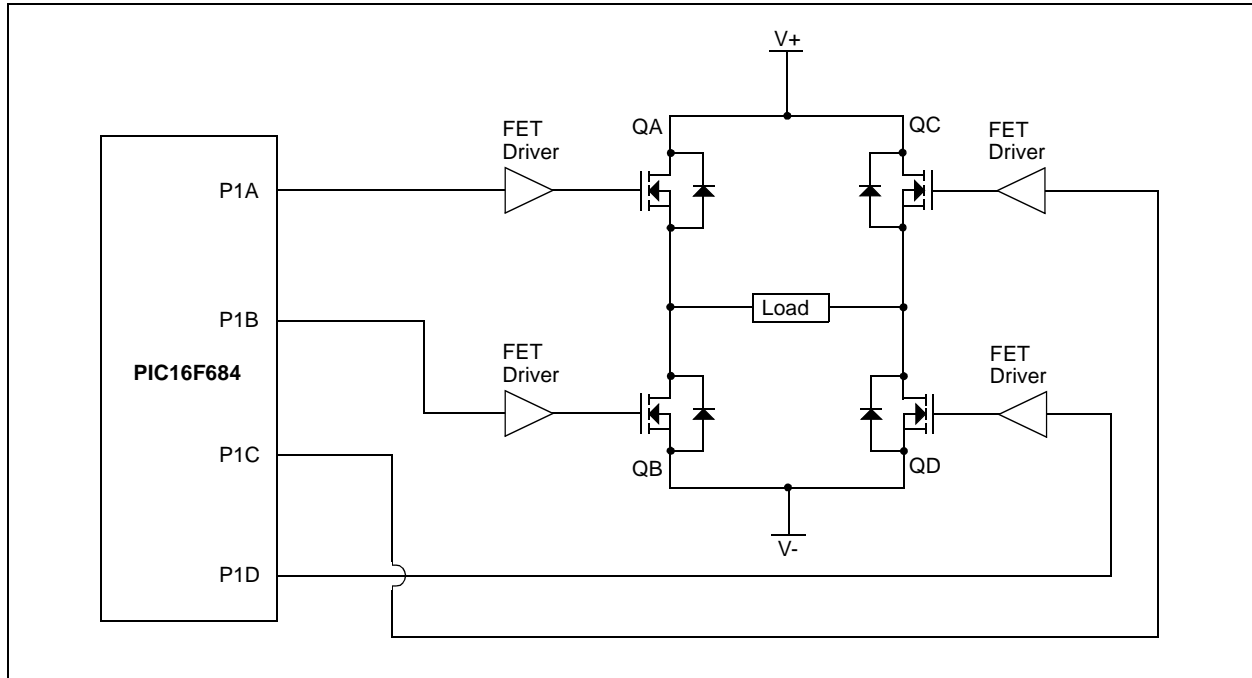 V+
QA
QC
FET
Driver
FET
Driver
P1A
P1B
Load
PIC16F684
FET
Driver
FET
Driver
P1C
QB
QD
V-
P1D